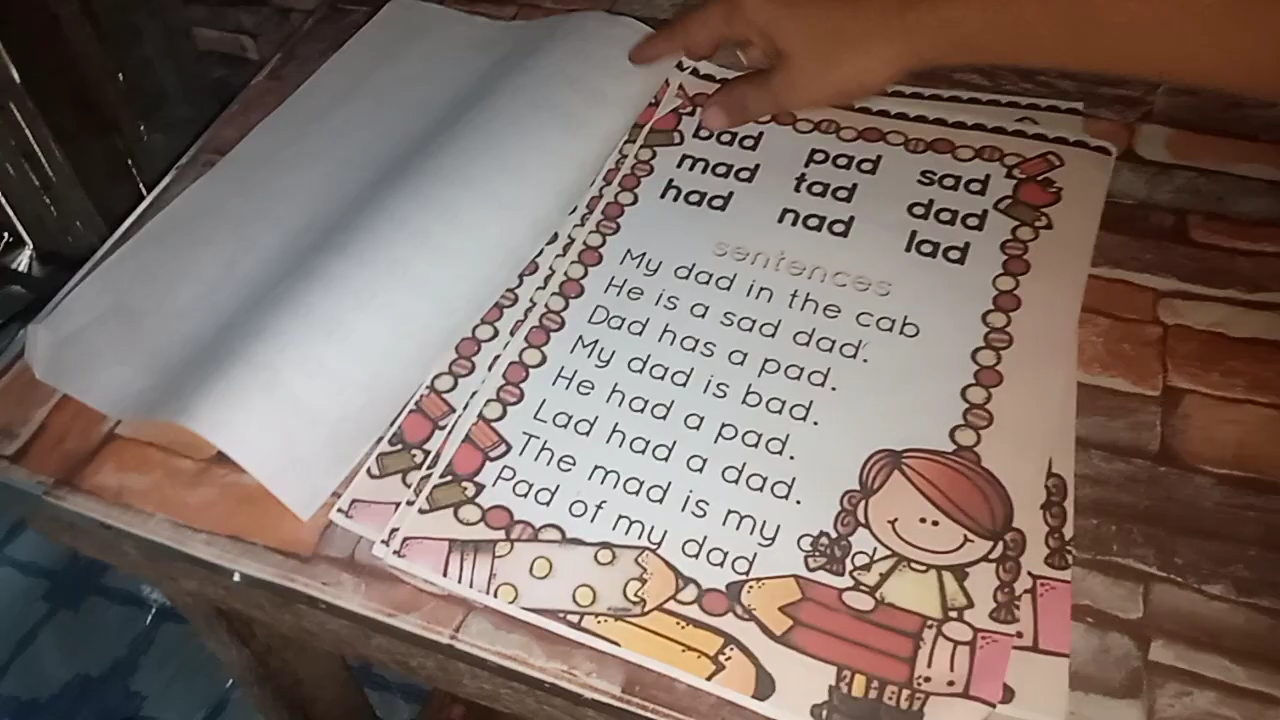 bad pad sad
mad tad dad
had nad lad
sentences
My dad in the cab
He is a sad dad.
Dad has a pad.
My dad is bad.
He had a pad.
Lad had a dad.
The mad is my
Pad of my dad